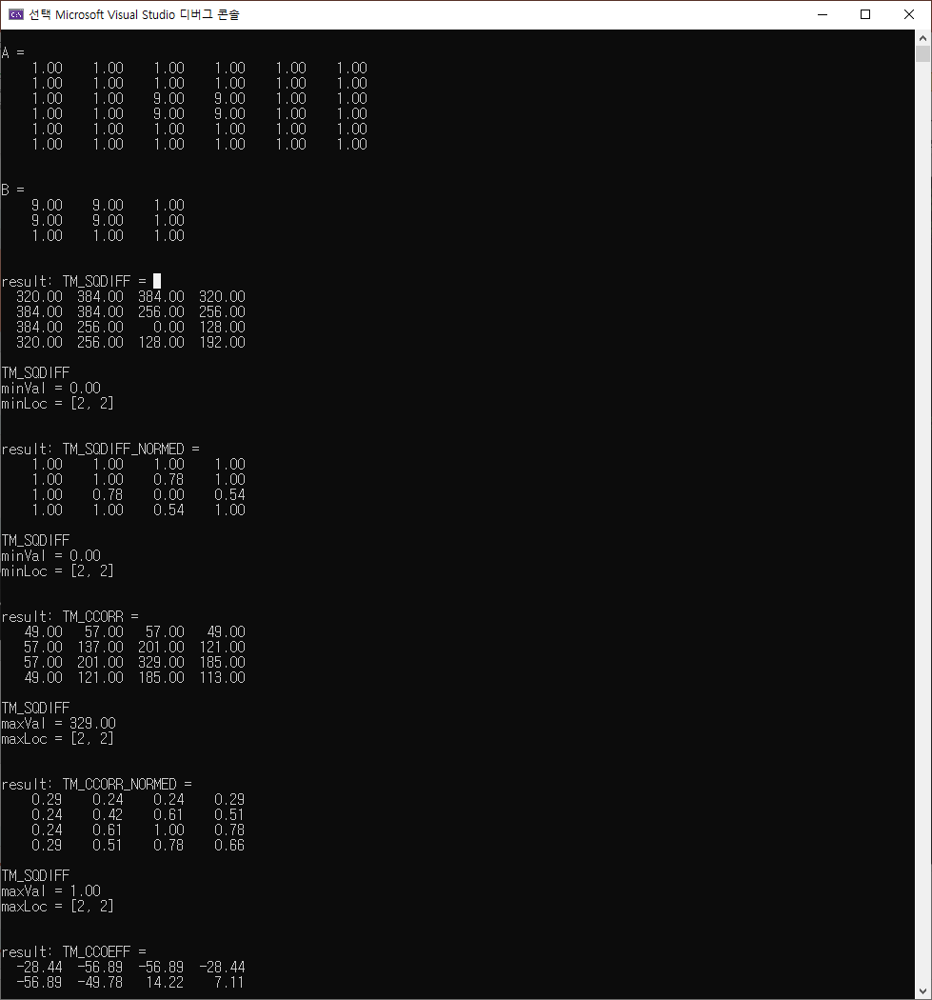 선택 Microsoft Visual Studio 디버그 콘솔
A =
1.00 1.00 1.00 1.00 1.00 1.00
1.00 1.00 1.00 1.00 1.00 1.00
1.00 1.00 9.00 9.00 1.00 1.00
1.00 1.00 9.00 9.00 1.00 1.00
1.00 1.00 1.00 1.00 1.00 1.00
1.00 1.00 1.00 1.00 1.00 1.00
B =
9.00 9.00 1.00
9.00 9.00 1.00
1.00 1.00 1.00
result: TM_SQDIFF =
320.00 384.00 384.00 320.00
384.00 384.00 256.00 256.00
384.00 256.00 0.00 128.00
320.00 256.00 128.00 192.00
TM_SQDIFF
minVal = 0.00
minLoc = [2, 2]
result: TM_SQDIFF_NORMED =
1.00 1.00 1.00 1.00
1.00 1.00 0.78 1.00
1.00 0.78 0.00 0.54
1.00 1.00 0.54 1.00
TM_SQDIFF
minVal = 0.00
minLoc = [2, 2]
result: TM_CCORR =
49.00 57.00 57.00 49.00
57.00 137.00 201.00 121.00
57.00 201.00 329.00 185.00
49.00 121.00 185.00 113.00
TM_SQDIFF
maxVal = 329.00
maxLoc = [2, 2]
result: TM_CCORR_NORMED =
0.29 0.24 0.24 0.29
0.24 0.42 0.61 0.51
0.24 0.61 1.00 0.78
0.29 0.51 0.78 0.66
TM_SQDIFF
maxVal = 1.00
maxLoc = [2, 2]
result: TM_CCOEFF =
-28.44 -56.89 -56.89 -28.44
-56.89 -49.78 14.22 7.11